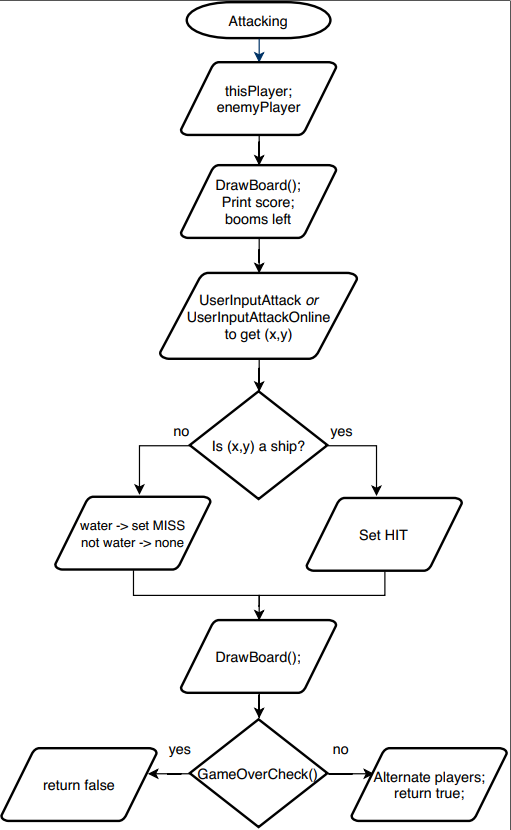 Attacking
thisPlayer;
enemyPlayer
DrawBoard();
Print score;
booms left
UserInputAttack or
UserInputAttackOnline
to get (x,y)
Is (x,y) a ship?
no
yes
water -> set MISS
not water -> none
Set HIT
DrawBoard();
GameOverCheck()
yes
no
return false
Alternate players;
return true;